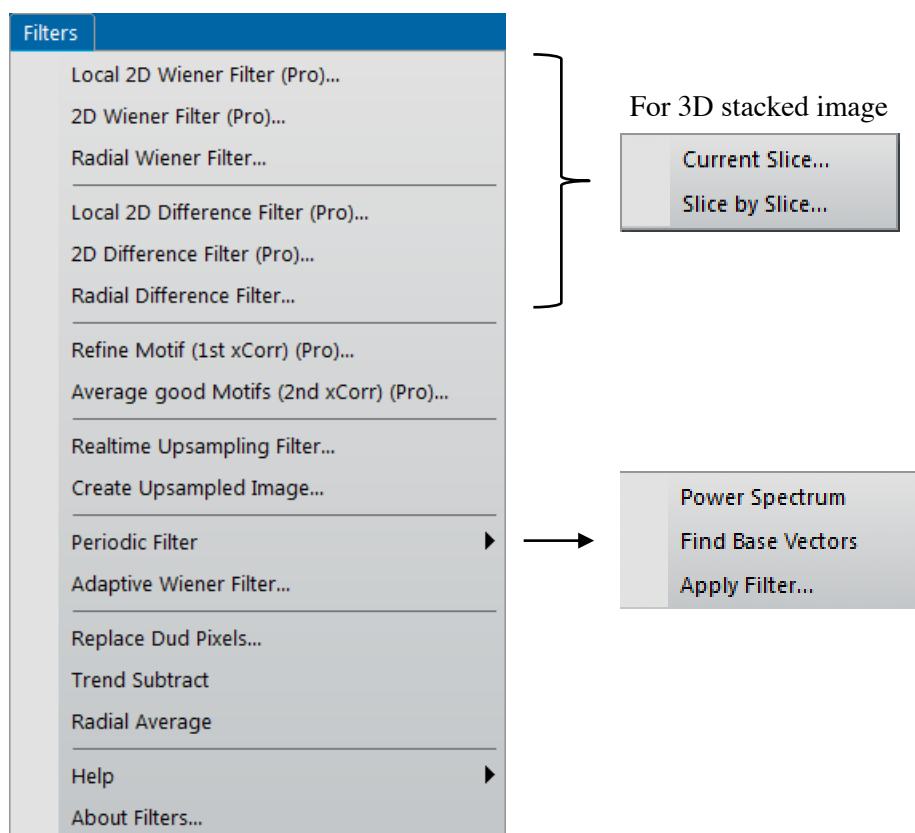 Filters
Local 2D Wiener Filter (Pro)...
2D Wiener Filter (Pro)...
Radial Wiener Filter...
Local 2D Difference Filter (Pro)...
2D Difference Filter (Pro)...
Radial Difference Filter...
Refine Motif (1st xCorr) (Pro)...
Average good Motifs (2nd xCorr) (Pro)...
Realtime Upsampling Filter...
Create Upsampled Image...
Periodic Filter
Adaptive Wiener Filter...
Replace Dud Pixels...
Trend Subtract
Radial Average
Help
About Filters...
For 3D stacked image
Current Slice...
Slice by Slice...
Power Spectrum
Find Base Vectors
Apply Filter...